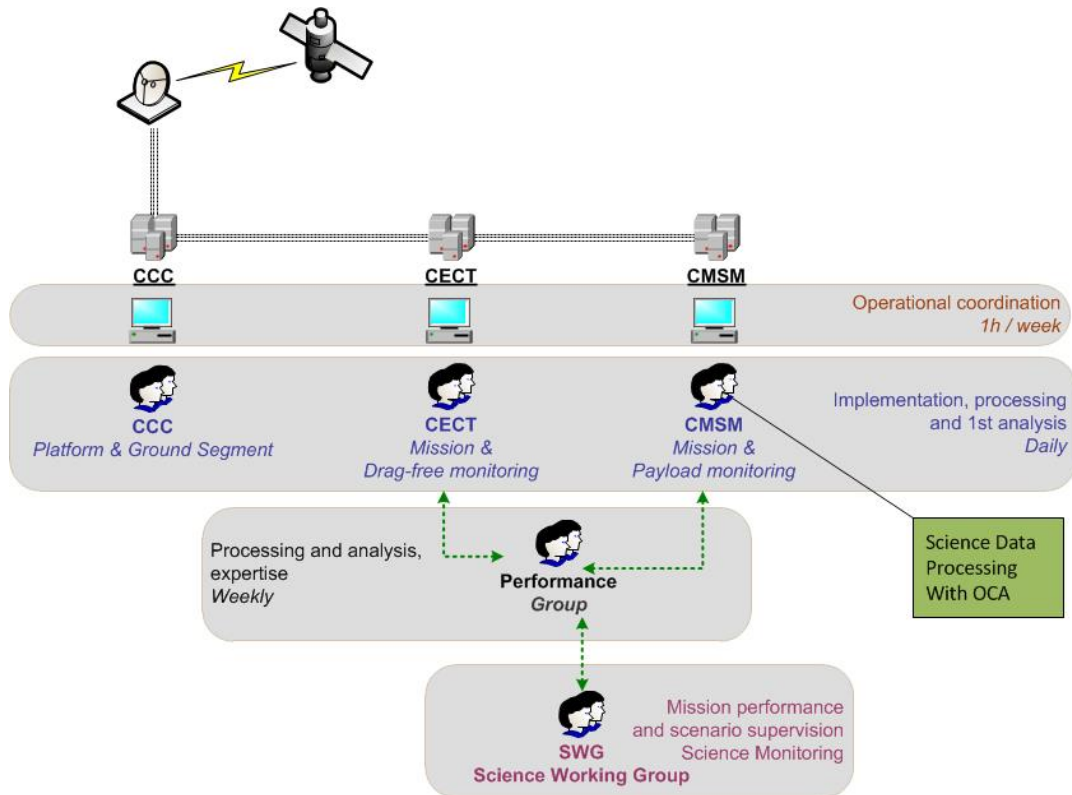 CCC
CECT
CMSM
Operational coordination
1h / week
CCC
Platform & Ground Segment
CECT
Mission &
Drag-free monitoring
CMSM
Mission &
Payload monitoring
Implementation, processing
and 1st analysis
Daily
Science Data
Processing
With OCA
Processing and analysis,
expertise
Weekly
Performance
Group
Mission performance
and scenario supervision
Science Monitoring
SWG
Science Working Group